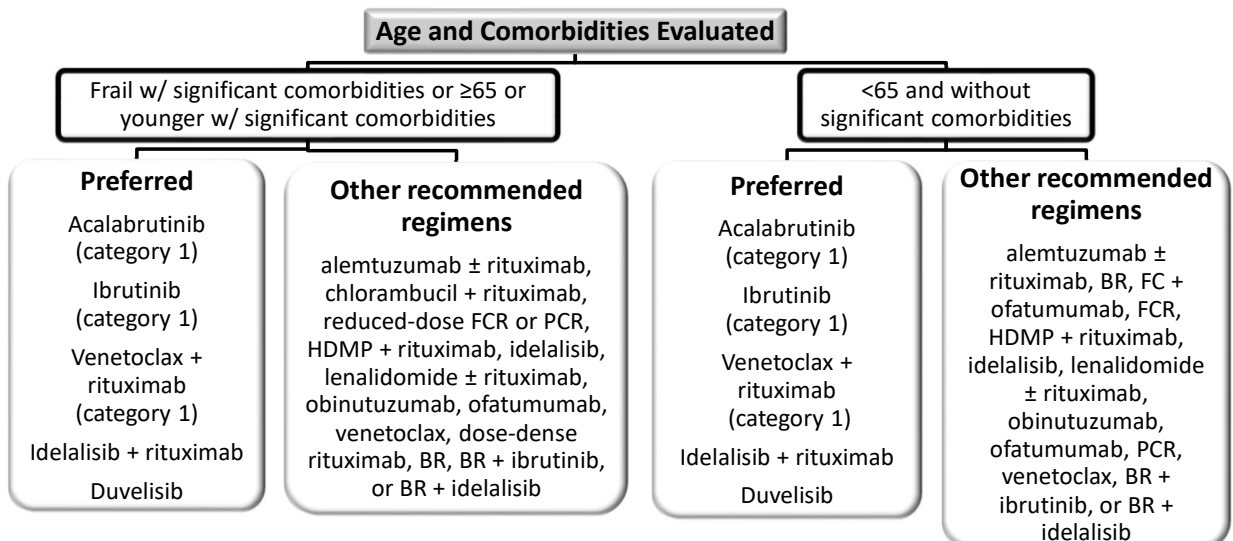 Age and Comorbidities Evaluated
Frail w/ significant comorbidities or ≥65 or
younger w/ significant comorbidities
<65 and without
significant comorbidities
Preferred
Acalabrutinib
(category 1)
Ibrutinib
(category 1)
Venetoclax +
rituximab
(category 1)
Idelalisib + rituximab
Duvelisib
Other recommended
regimens
alemtuzumab ± rituximab,
chlorambucil + rituximab,
reduced-dose FCR or PCR,
HDMP + rituximab, idelalisib,
lenalidomide ± rituximab,
obinutuzumab, ofatumumab,
venetoclax, dose-dense
rituximab, BR, BR + ibrutinib,
or BR + idelalisib
Preferred
Acalabrutinib
(category 1)
Ibrutinib
(category 1)
Venetoclax +
rituximab
(category 1)
Idelalisib + rituximab
Duvelisib
Other recommended
regimens
alemtuzumab ±
rituximab, BR, FC +
ofatumumab, FCR,
HDMP + rituximab,
idelalisib, lenalidomide
± rituximab,
obinutuzumab,
ofatumumab, PCR,
venetoclax, BR +
ibrutinib, or BR +
idelalisib